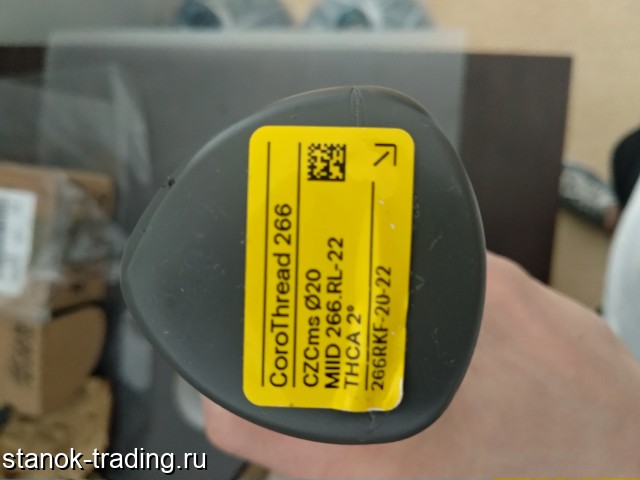 CoroThread 266
CZCms Ø20
MIID 266.RL-22
THCA 2°
266RKF-20-22
stanok-trading.ru